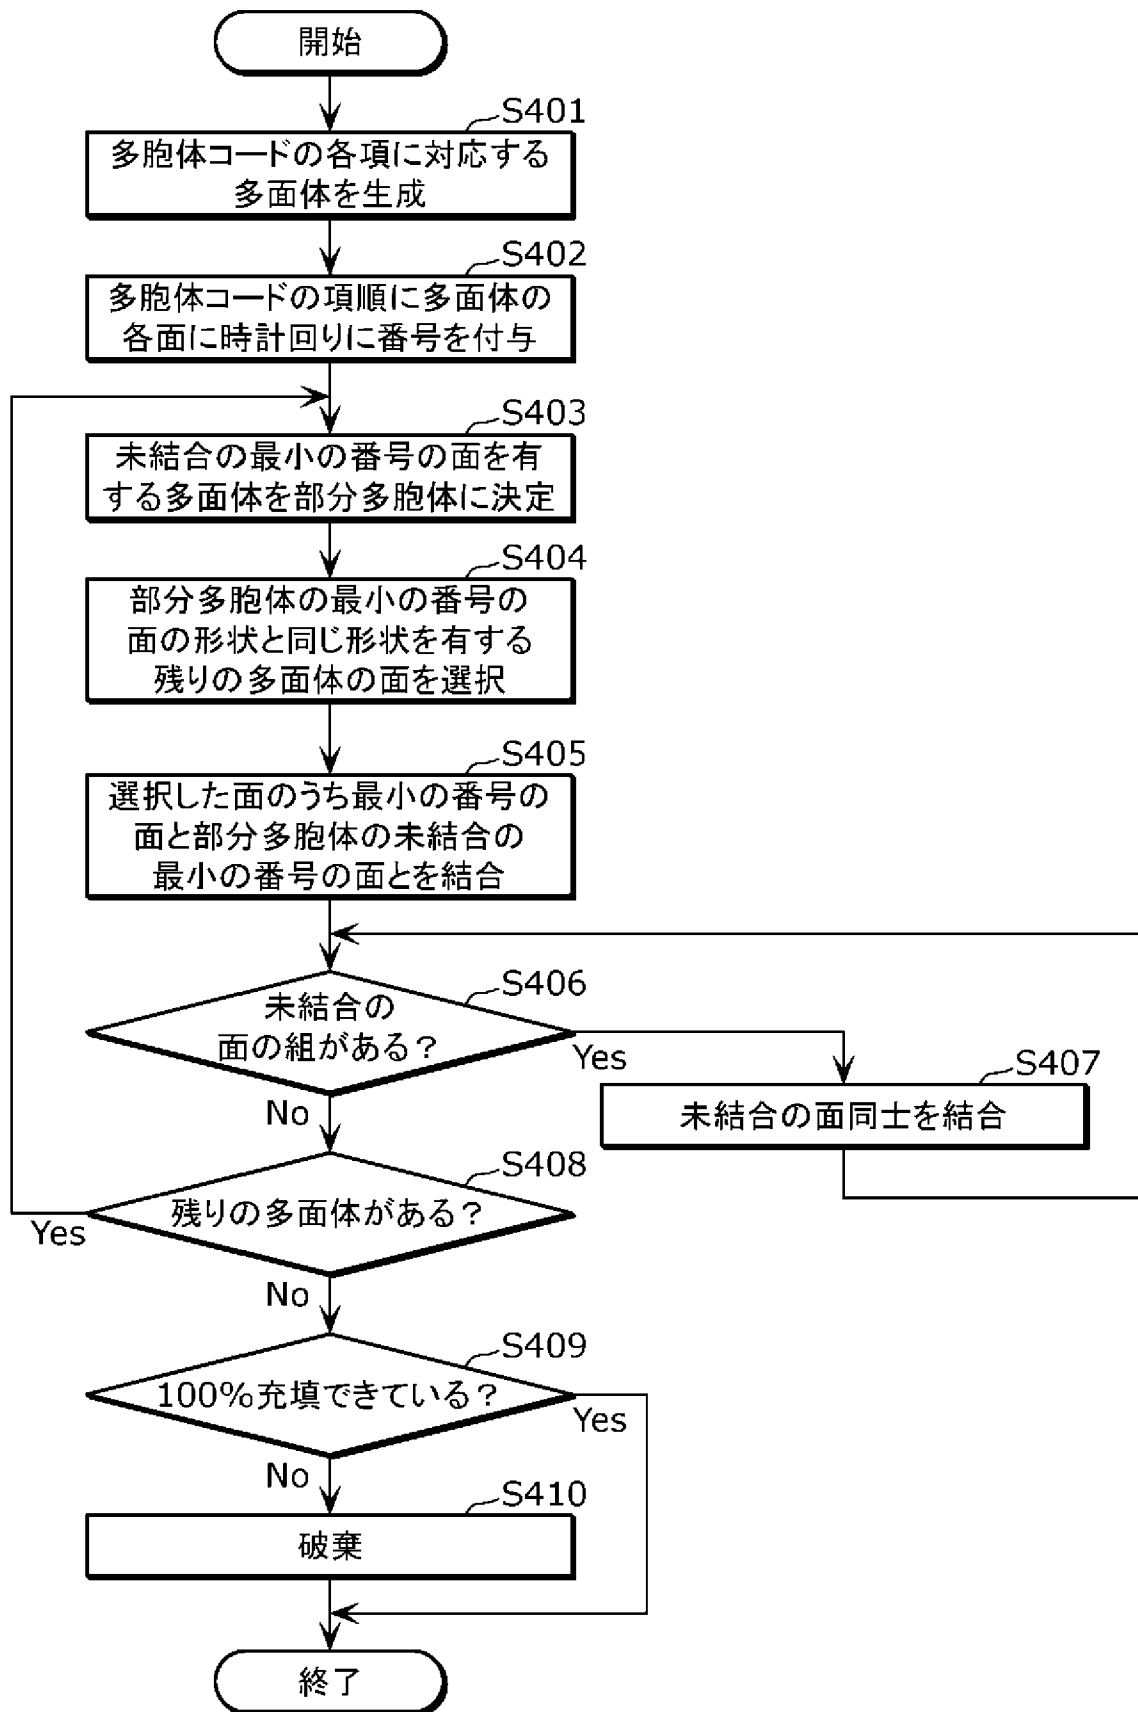 開始
S401
多胞体コードの各項に対応する
多面体を生成
S402
多胞体コードの項順に多面体の
各面に時計回りに番号を付与
S403
未結合の最小の番号の面を有
する多面体を部分多胞体に決定
S404
部分多胞体の最小の番号の
面の形状と同じ形状を有する
残りの多面体の面を選択
S405
選択した面のうち最小の番号の
面と部分多胞体の未結合の
最小の番号の面とを結合
S406
未結合の
面の組がある?
Yes
No
S407
未結合の面同士を結合
S408
残りの多面体がある?
Yes
No
S409
100%充填できている?
Yes
No
S410
破棄
終了